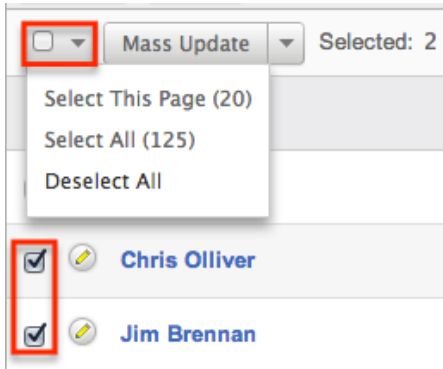 Mass Update Selected: 2
Select This Page (20)
Select All (125)
Deselect All
Chris Olliver
Jim Brennan